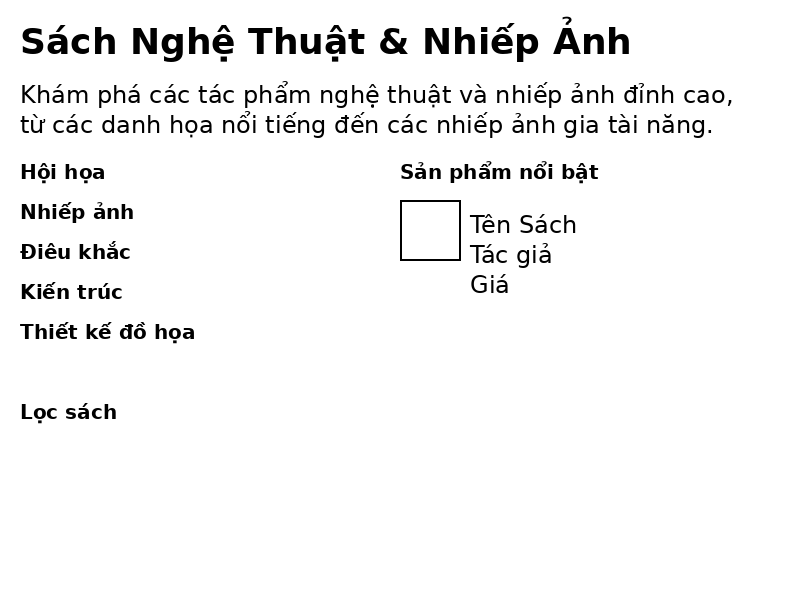 Sách Nghệ Thuật & Nhiếp Ảnh
Khám phá các tác phẩm nghệ thuật và nhiếp ảnh đỉnh cao,
từ các danh họa nổi tiếng đến các nhiếp ảnh gia tài năng.
Hội họa
Nhiếp ảnh
Điêu khắc
Kiến trúc
Thiết kế đồ họa
Lọc sách
Sản phẩm nổi bật
Tên Sách
Tác giả
Giá